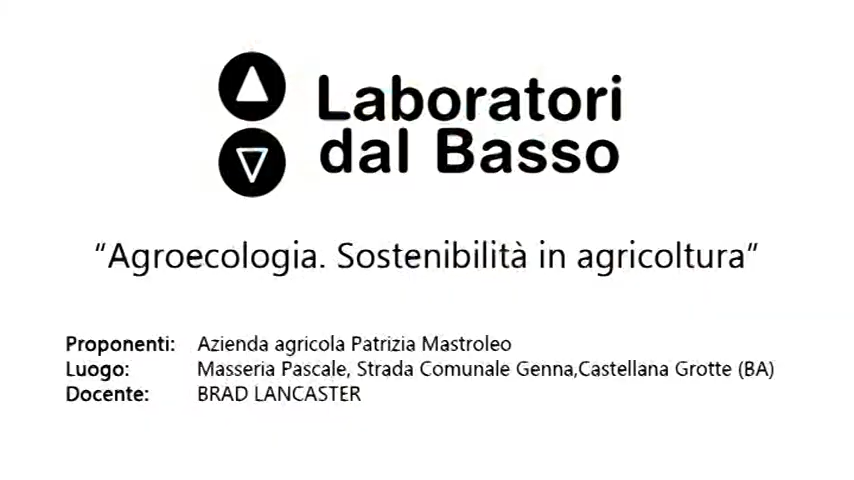 Laboratori
dal Basso
“Agroecologia. Sostenibilità in agricoltura”
Proponenti: Azienda agricola Patrizia Mastroleo
Luogo: Masseria Pascale, Strada Comunale Genna,Castellana Grotte (BA)
Docente: BRAD LANCASTER